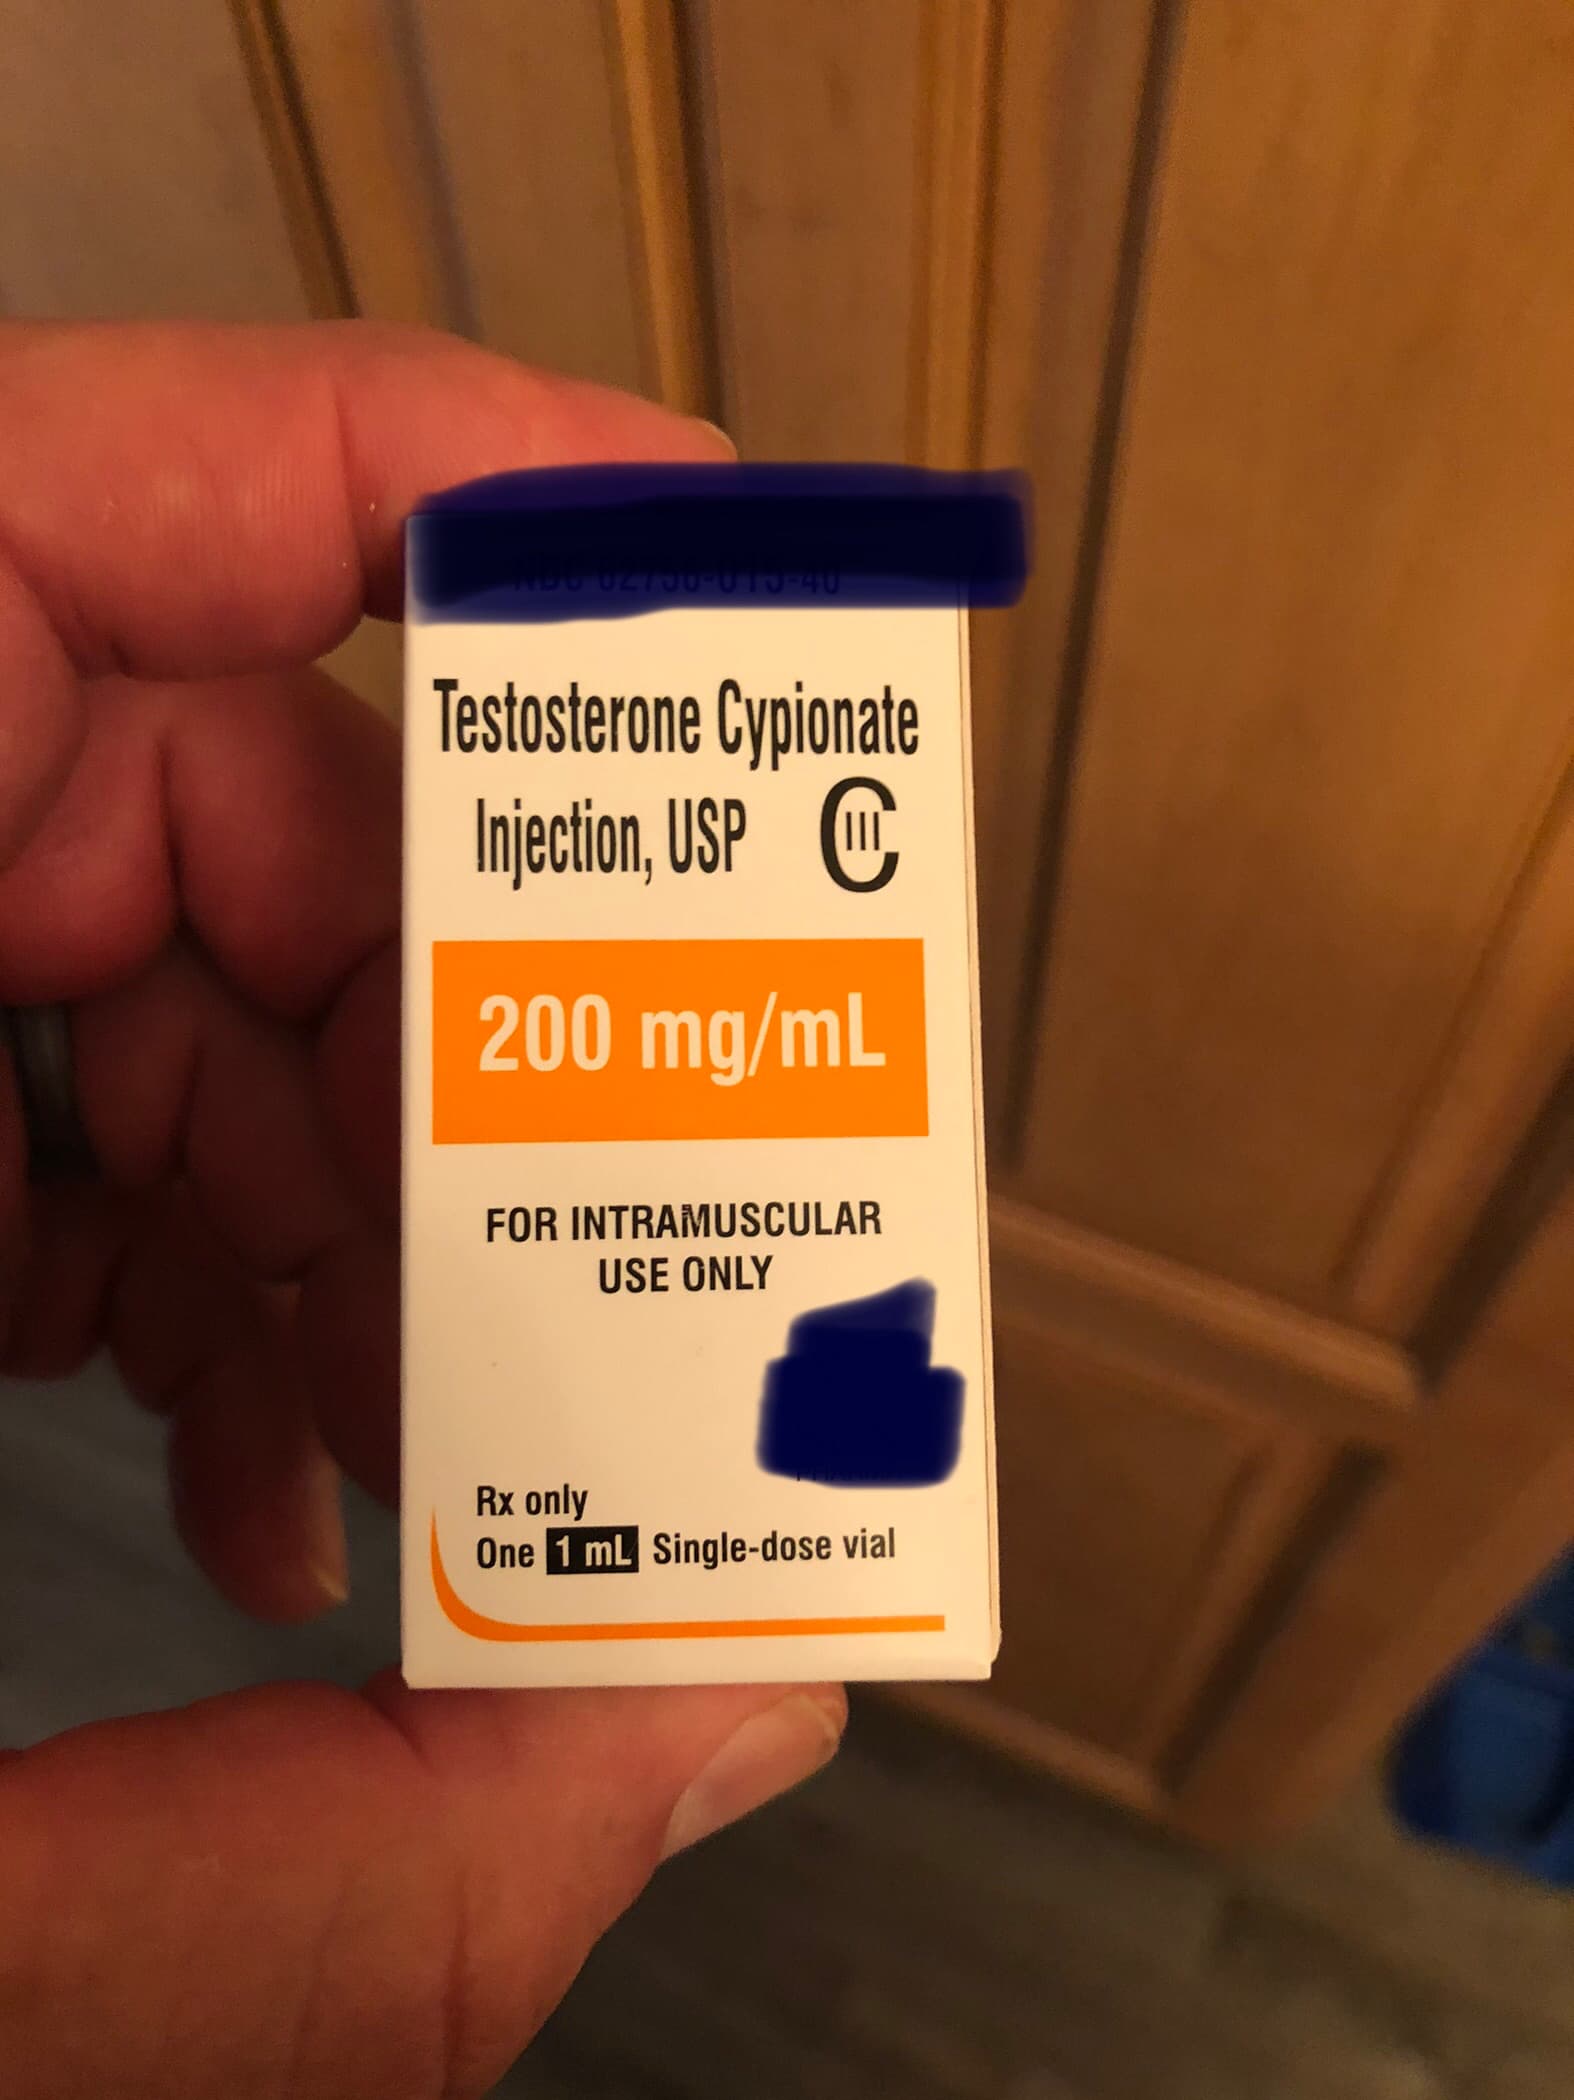 Testosterone Cypionate
Injection, USP CIII
200 mg/mL
FOR INTRAMUSCULAR
USE ONLY
Rx only
One 1 mL Single-dose vial